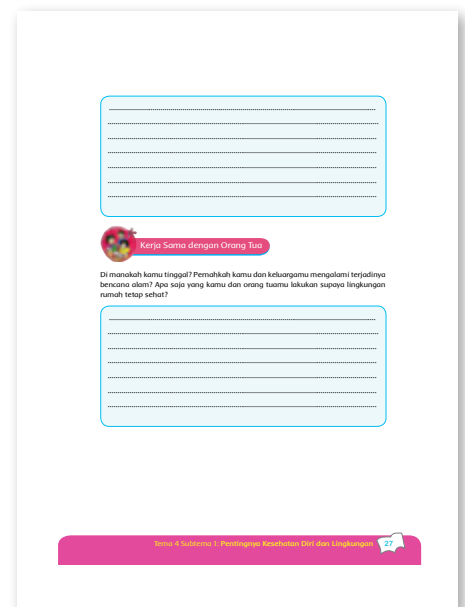 Kerja Sama dengan Orang Tua
Di manakah kamu tinggal? Pernahkah kamu dan keluargamu mengalami terjadinya
bencana alam? Apa saja yang kamu dan orang tuamu lakukan supaya lingkungan
rumah tetap sehat?
Tema 4 Subtema 1: Pentingnya Kesehatan Diri dan Lingkungan 27